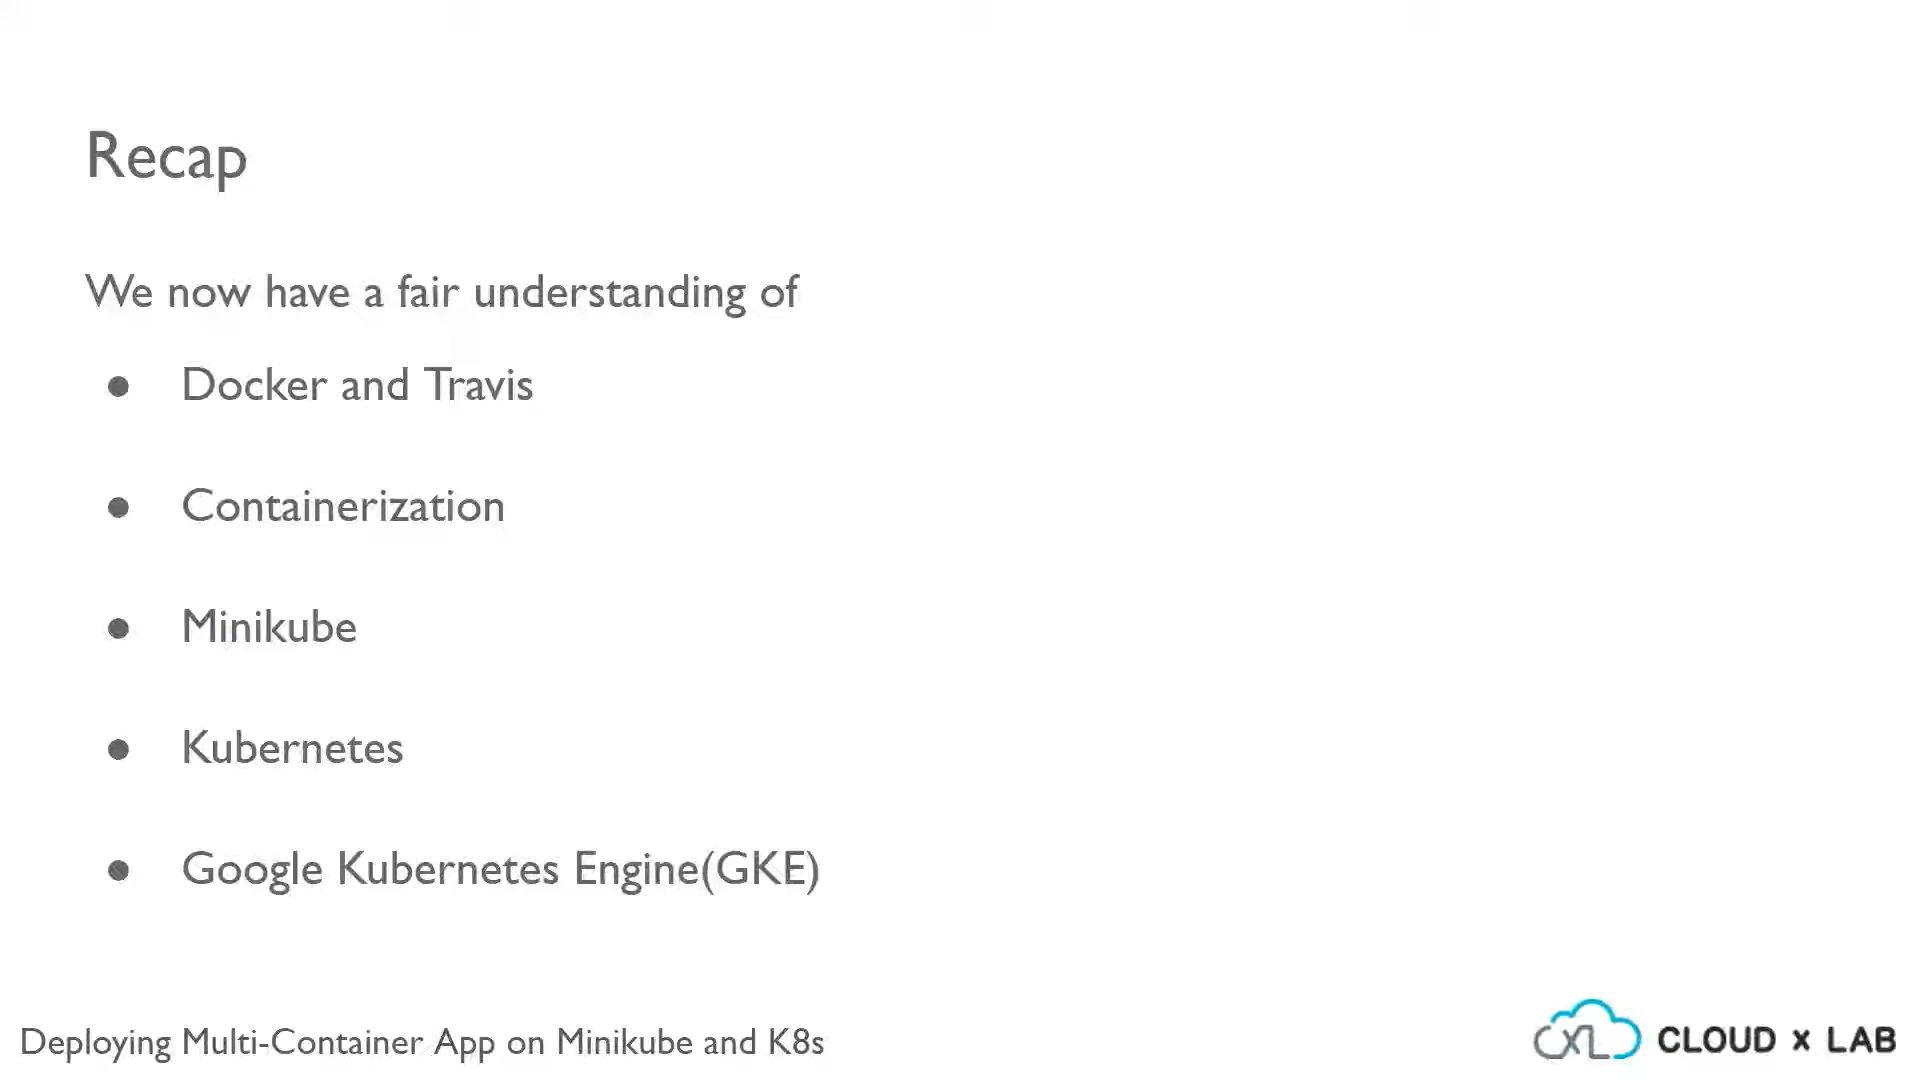 Recap
We now have a fair understanding of
● Docker and Travis
● Containerization
● Minikube
● Kubernetes
● Google Kubernetes Engine(GKE)
Deploying Multi-Container App on Minikube and K8s
CXL CLOUD x LAB